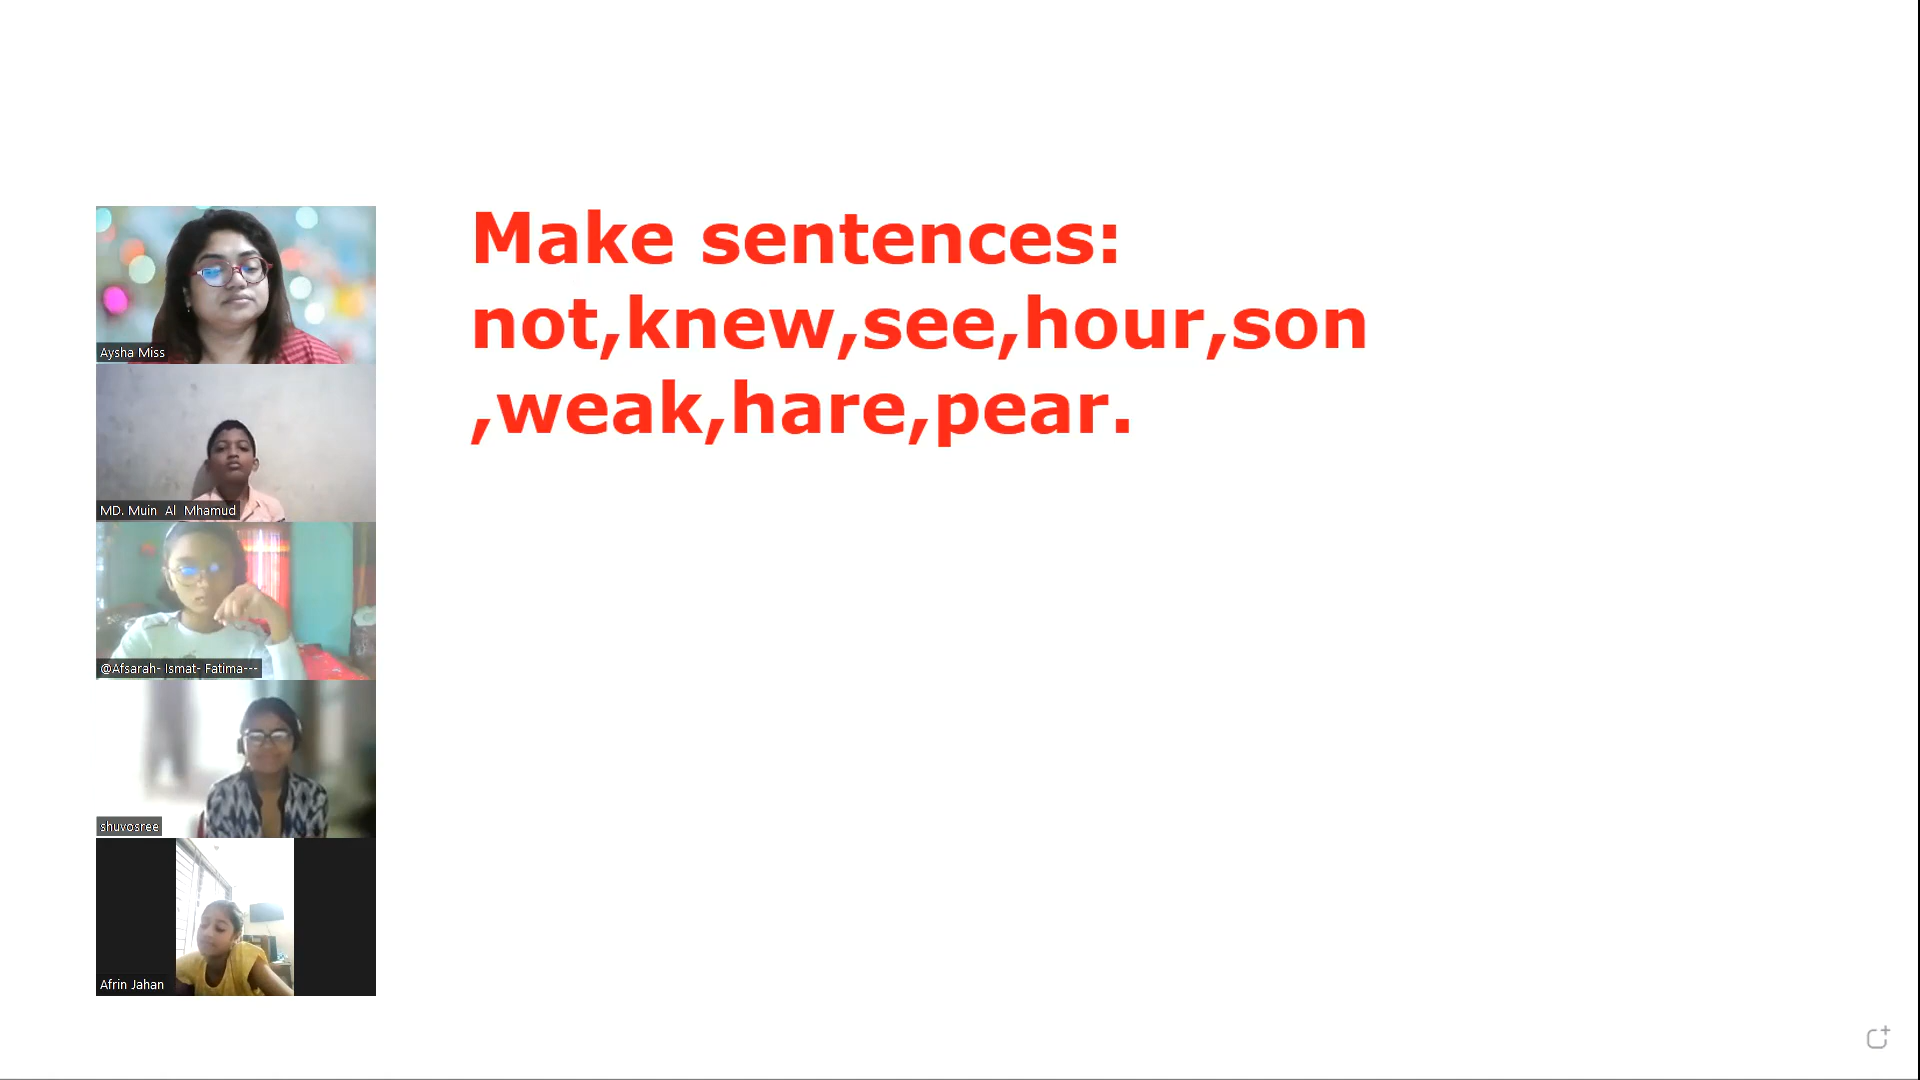 Make sentences:
not,knew,see,hour,son
,weak,hare,pear.
Aysha Miss
MD. Muin Al Mhamud
@Afsarah- Ismat- Fatima---
shuvosree
Afrin Jahan